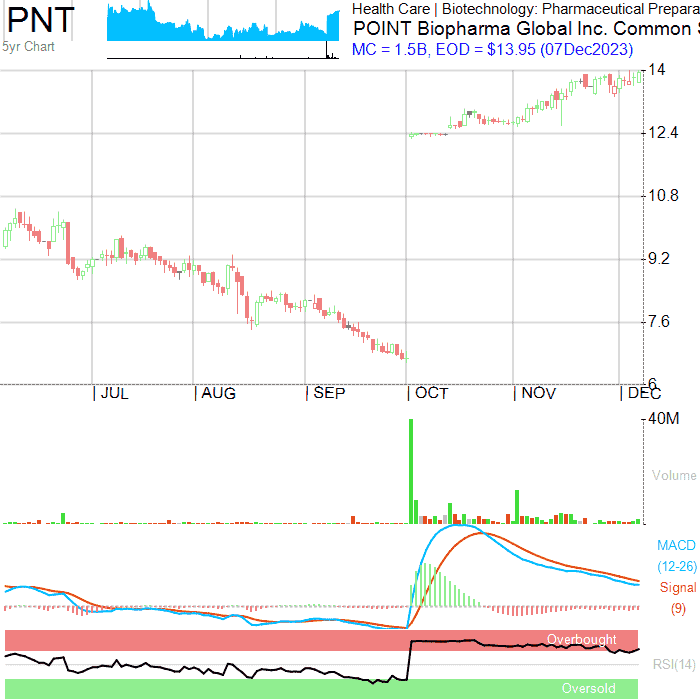 PNT
5yr Chart
Health Care | Biotechnology: Pharmaceutical Prepara
POINT Biopharma Global Inc. Common S
MC = 1.5B, EOD = $13.95 (07Dec2023)
14
12.4
10.8
9.2
7.6
6
| JUL | AUG | SEP | OCT | NOV | DEC
40M
Volume
MACD
(12-26)
Signal
(9)
Overbought
RSI(14)
Oversold